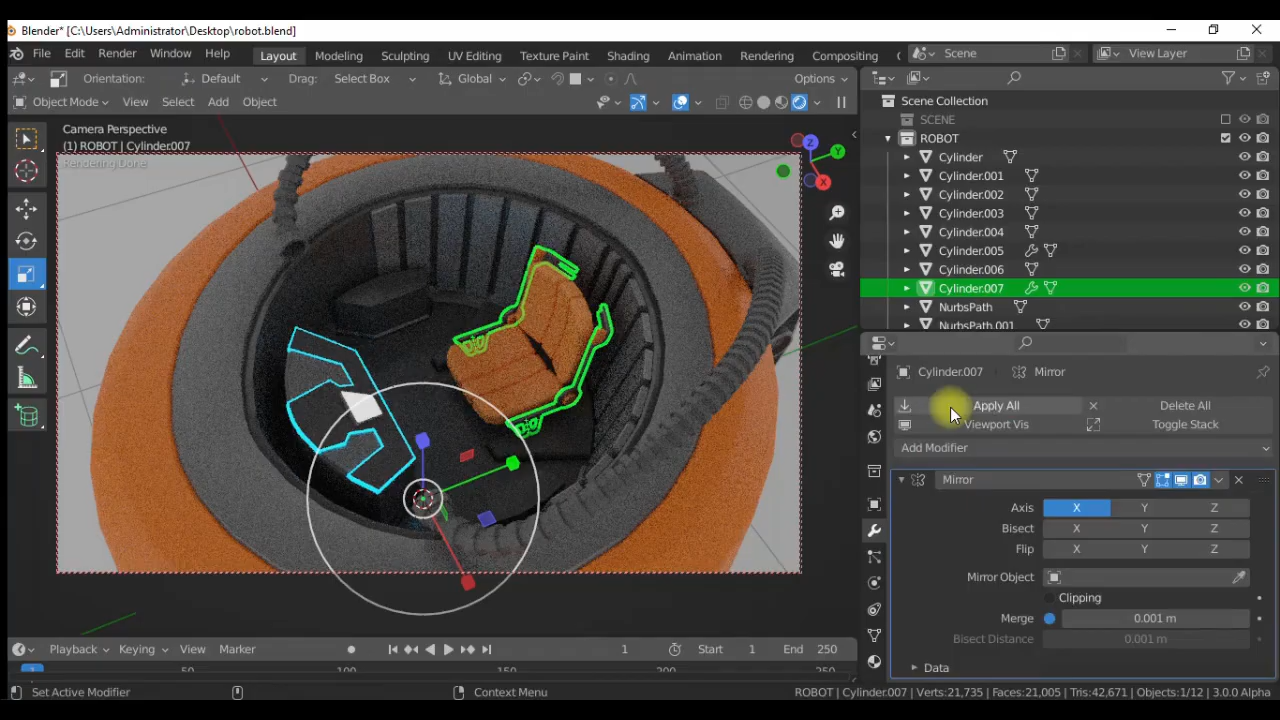 Blender* [C:\Users\Administrator\Desktop\robot.blend]
File Edit Render Window Help Layout Modeling Sculpting UV Editing Texture Paint Shading Animation Rendering Compositing Scene View Layer
Orientation: Default Drag: Select Box Global Options
Object Mode View Select Add Object
Camera Perspective
(1) ROBOT | Cylinder.007
Rendering Done
Z
Y
X
Scene Collection
SCENE
ROBOT
Cylinder
Cylinder.001
Cylinder.002
Cylinder.003
Cylinder.004
Cylinder.005
Cylinder.006
Cylinder.007
NurbsPath
NurbsPath.001
Cylinder.007 Mirror
Apply All Delete All
Viewport Vis Toggle Stack
Add Modifier
Mirror
Axis X Y Z
Bisect X Y Z
Flip X Y Z
Mirror Object
Clipping
Merge 0.001 m
Bisect Distance 0.001 m
Data
Playback Keying View Marker 1 Start 1 End 250
1 50 100 150 200 250
Set Active Modifier Context Menu ROBOT | Cylinder.007 | Verts:21,735 | Faces:21,005 | Tris:42,671 | Objects:1/12 | 3.0.0 Alpha